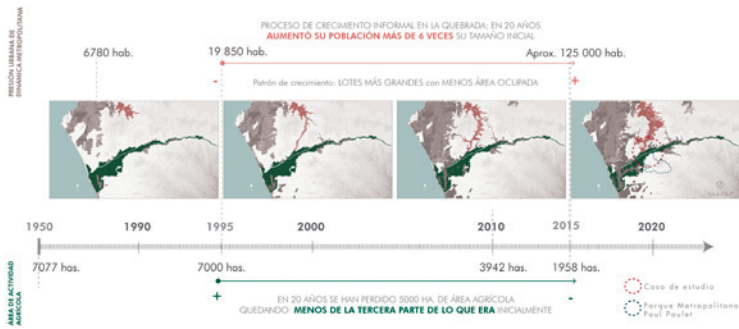 PROCESO DE CRECIMIENTO INFORMAL EN LA QUEBRADA: EN 20 AÑOS
AUMENTÓ SU POBLACIÓN MÁS DE 6 VECES SU TAMAÑO INICIAL
PRESIÓN URBANA DE
DINÁMICA METROPOLITANA
6780 hab.
19 850 hab.
Aprox. 125 000 hab.
- Patrón de crecimiento: LOTES MÁS GRANDES con MENOS ÁREA OCUPADA +
1950
1990
1995
2000
2010
2015
2020
7077 has.
7000 has.
3942 has.
1958 has.
ÁREA DE ACTIVIDAD
AGRÍCOLA
+ EN 20 AÑOS SE HAN PERDIDO 5000 HA. DE ÁREA AGRÍCOLA -
QUEDANDO MENOS DE LA TERCERA PARTE DE LO QUE ERA INICIALMENTE
Caso de estudio
Parque Metropolitano
Paul Poulet